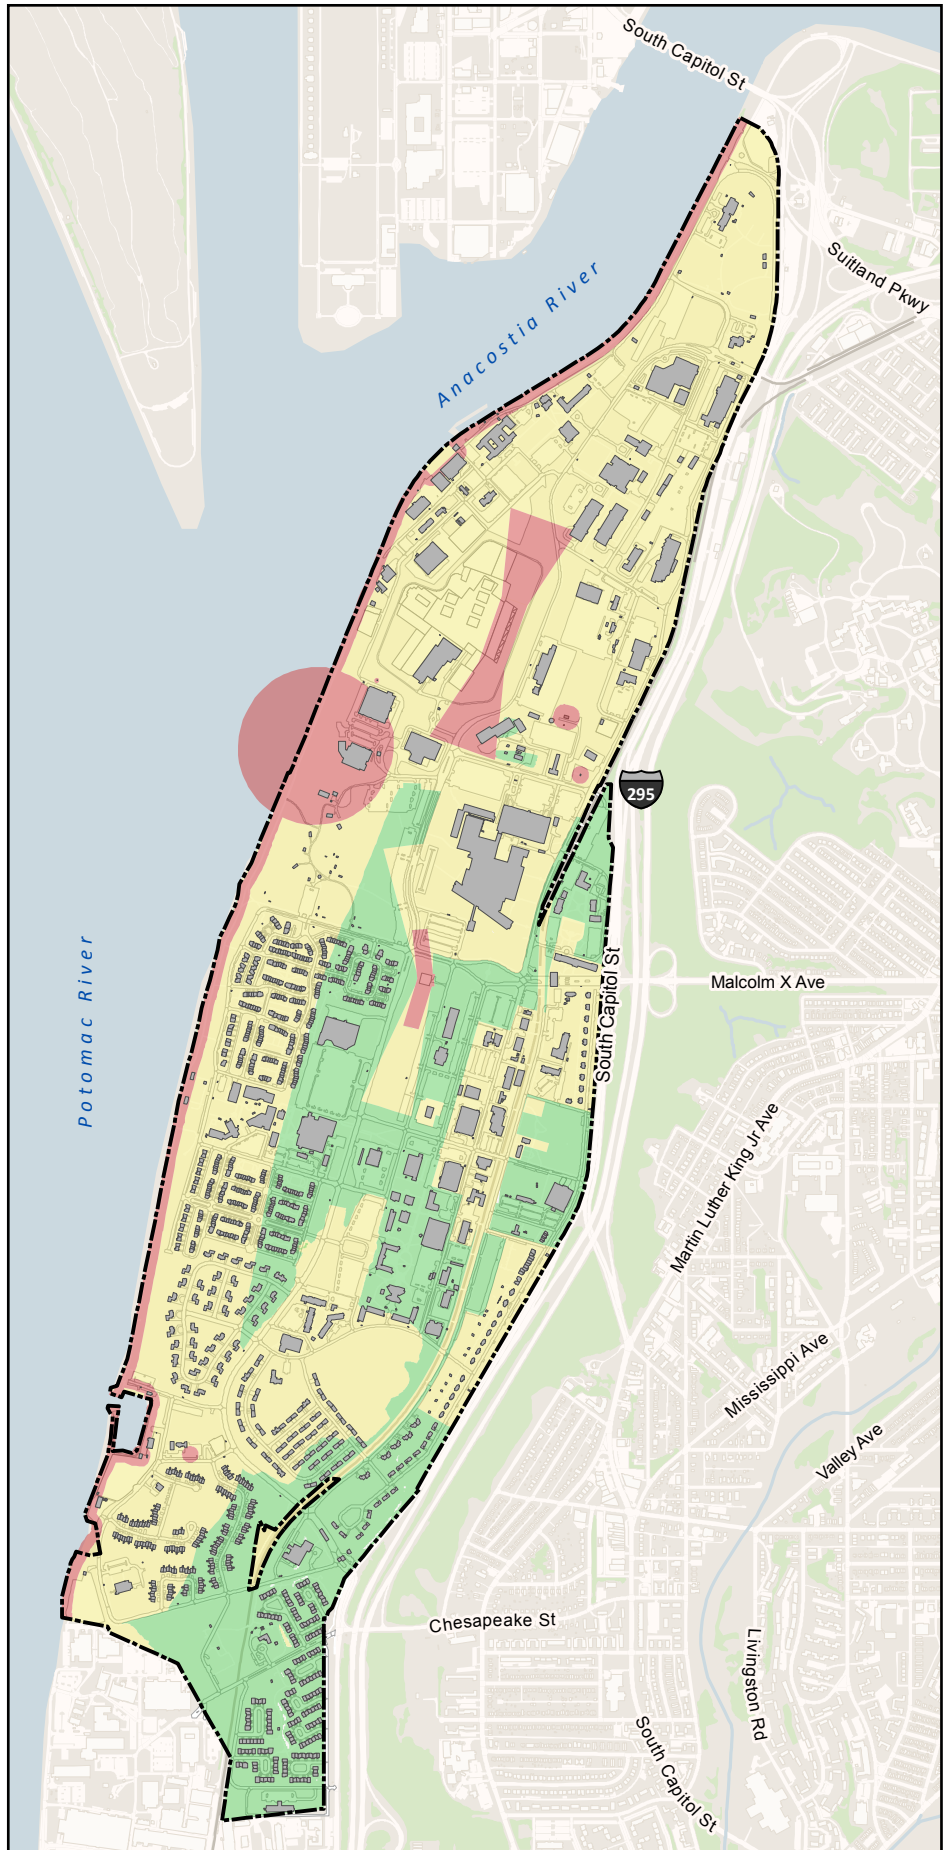 South Capitol St
Suitland Pkwy
Anacostia River
295
Potomac River
South Capitol St
Malcolm X Ave
Martin Luther King Jr Ave
Mississippi Ave
Valley Ave
Chesapeake St
Livingston Rd
South Capitol St